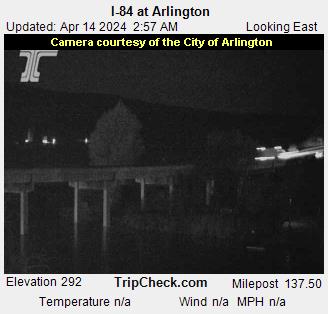 I-84 at Arlington
Updated: Apr 14 2024 2:57 AM Looking East
Camera courtesy of the City of Arlington
Elevation 292 TripCheck.com Milepost 137.50
Temperature n/a Wind n/a MPH n/a